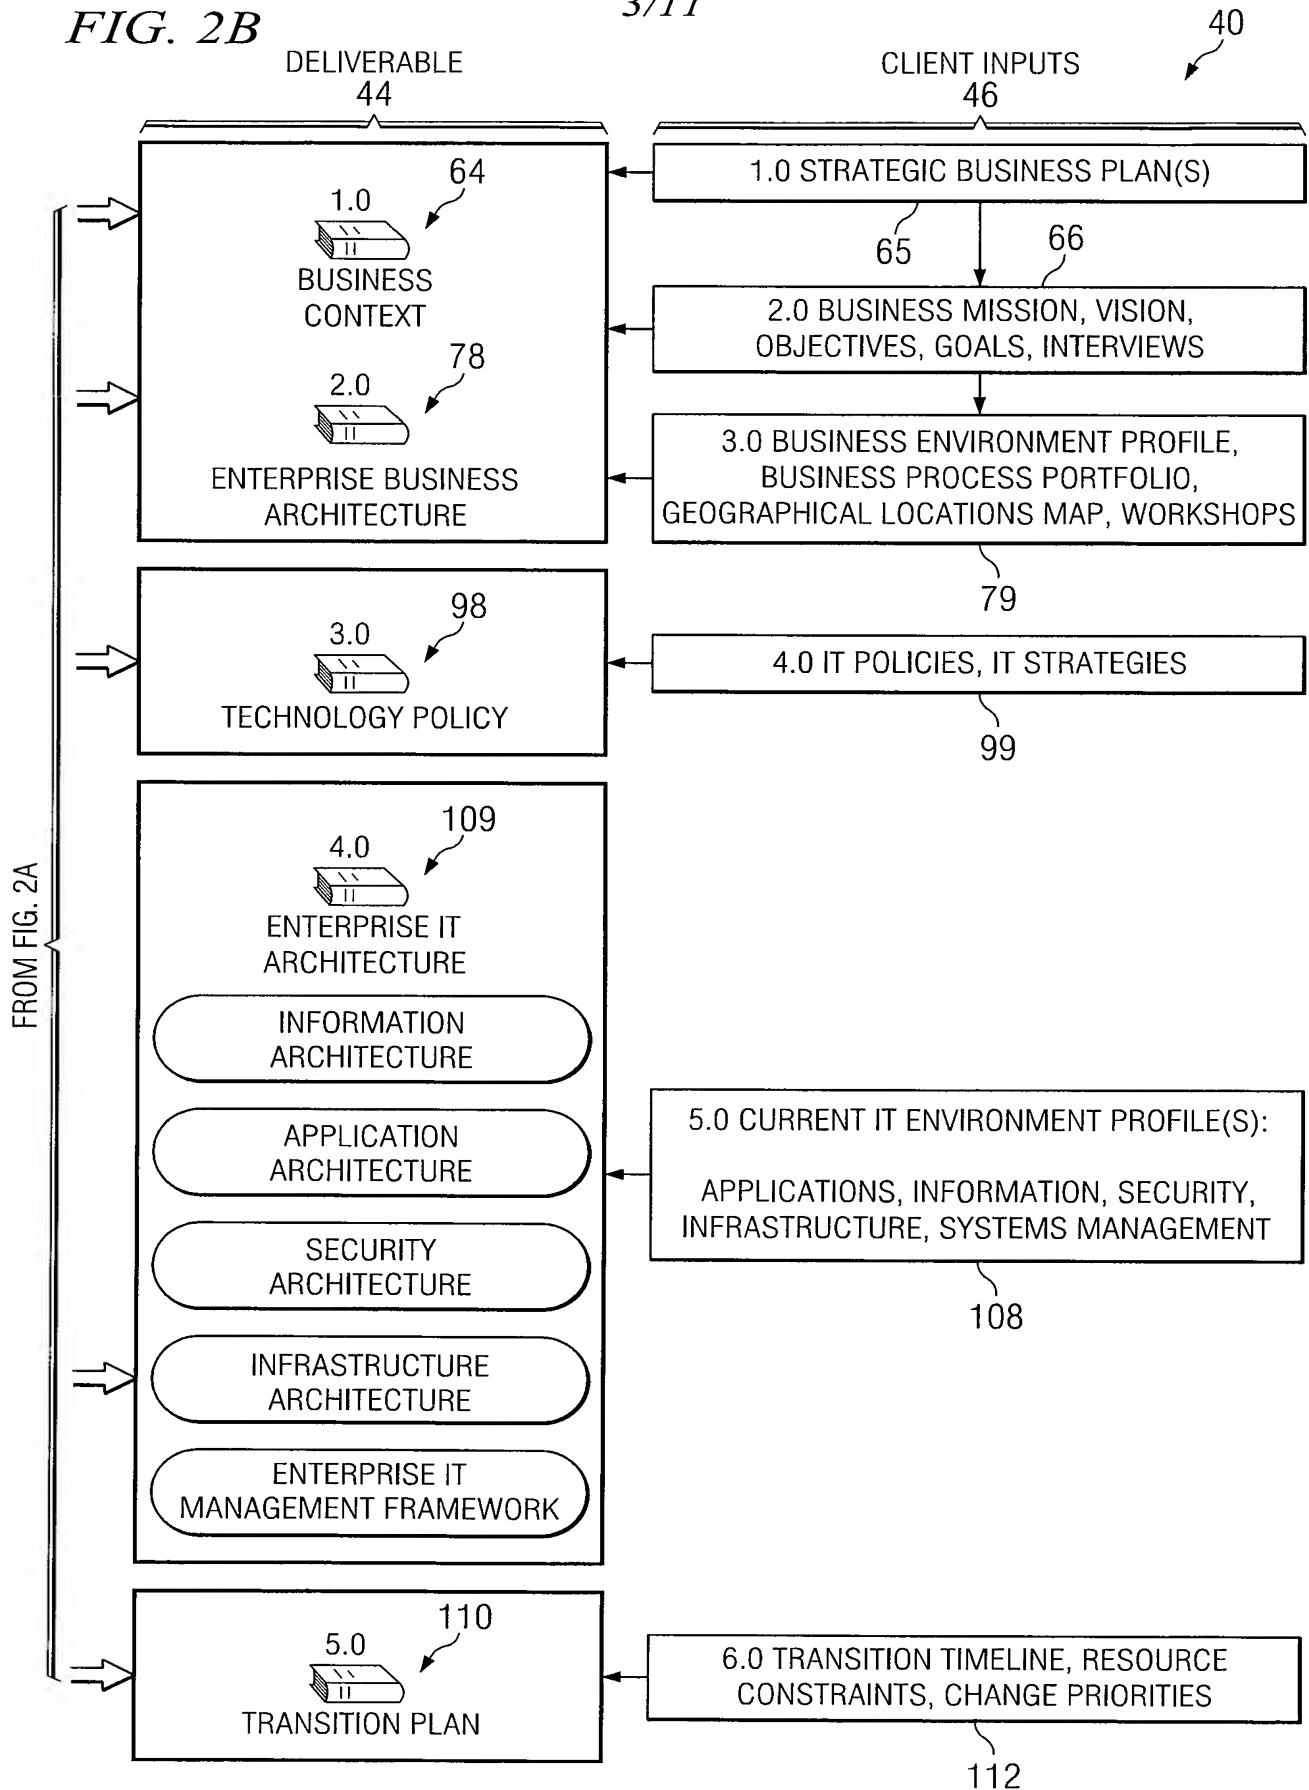 FIG. 2B
3/11
40
DELIVERABLE
44
CLIENT INPUTS
46
1.0
64
BUSINESS
CONTEXT
2.0
78
ENTERPRISE BUSINESS
ARCHITECTURE
1.0 STRATEGIC BUSINESS PLAN(S)
65
66
2.0 BUSINESS MISSION, VISION,
OBJECTIVES, GOALS, INTERVIEWS
3.0 BUSINESS ENVIRONMENT PROFILE,
BUSINESS PROCESS PORTFOLIO,
GEOGRAPHICAL LOCATIONS MAP, WORKSHOPS
79
3.0
98
TECHNOLOGY POLICY
4.0 IT POLICIES, IT STRATEGIES
99
FROM FIG. 2A
4.0
109
ENTERPRISE IT
ARCHITECTURE
INFORMATION
ARCHITECTURE
APPLICATION
ARCHITECTURE
SECURITY
ARCHITECTURE
INFRASTRUCTURE
ARCHITECTURE
ENTERPRISE IT
MANAGEMENT FRAMEWORK
5.0 CURRENT IT ENVIRONMENT PROFILE(S):
APPLICATIONS, INFORMATION, SECURITY,
INFRASTRUCTURE, SYSTEMS MANAGEMENT
108
5.0
110
TRANSITION PLAN
6.0 TRANSITION TIMELINE, RESOURCE
CONSTRAINTS, CHANGE PRIORITIES
112